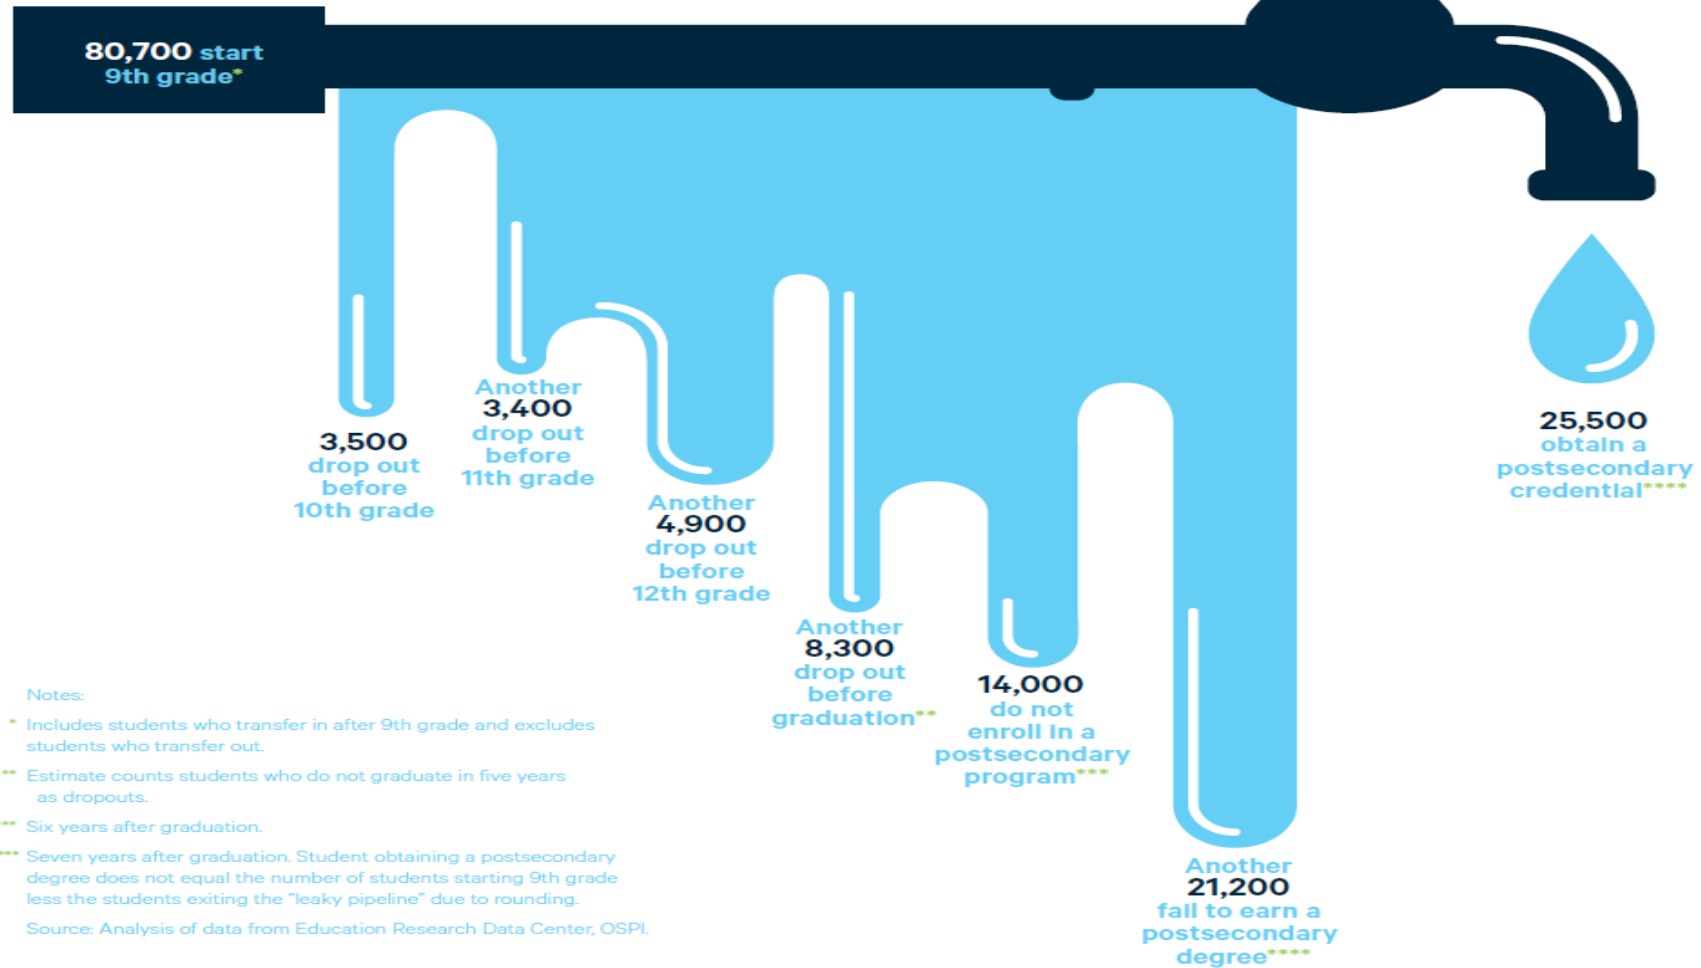 80,700 start
9th grade*
3,500
drop out
before
10th grade
Another
3,400
drop out
before
11th grade
Another
4,900
drop out
before
12th grade
Another
8,300
drop out
before
graduation**
14,000
do not
enroll in a
postsecondary
program***
Another
21,200
fail to earn a
postsecondary
degree****
25,500
obtain a
postsecondary
credential****
Notes:
* Includes students who transfer in after 9th grade and excludes
students who transfer out.
** Estimate counts students who do not graduate in five years
as dropouts.
*** Six years after graduation.
**** Seven years after graduation. Student obtaining a postsecondary
degree does not equal the number of students starting 9th grade
less the students exiting the “leaky pipeline” due to rounding.
Source: Analysis of data from Education Research Data Center, OSPI.